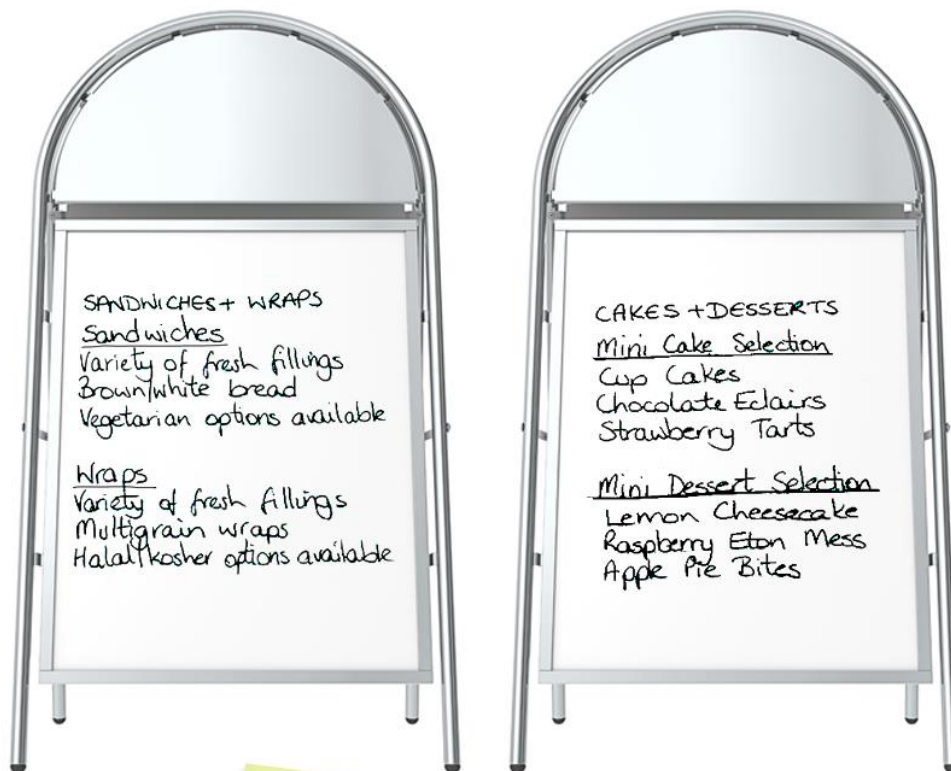 SANDWICHES + WRAPS
Sandwiches
Variety of fresh fillings
Brown/white bread
Vegetarian options available
Wraps
Variety of fresh fillings
Multigrain wraps
Halal/kosher options available
CAKES + DESSERTS
Mini Cake Selection
Cup Cakes
Chocolate Eclairs
Strawberry Tarts
Mini Dessert Selection
Lemon Cheesecake
Raspberry Eton Mess
Apple Pie Bites